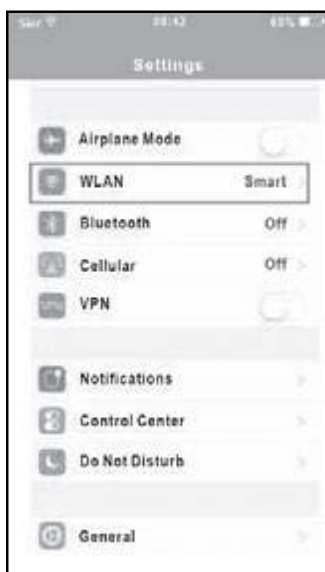 Settings
Airplane Mode
WLAN Smart
Bluetooth Off
Cellular Off
VPN
Notifications
Control Center
Do Not Disturb
General